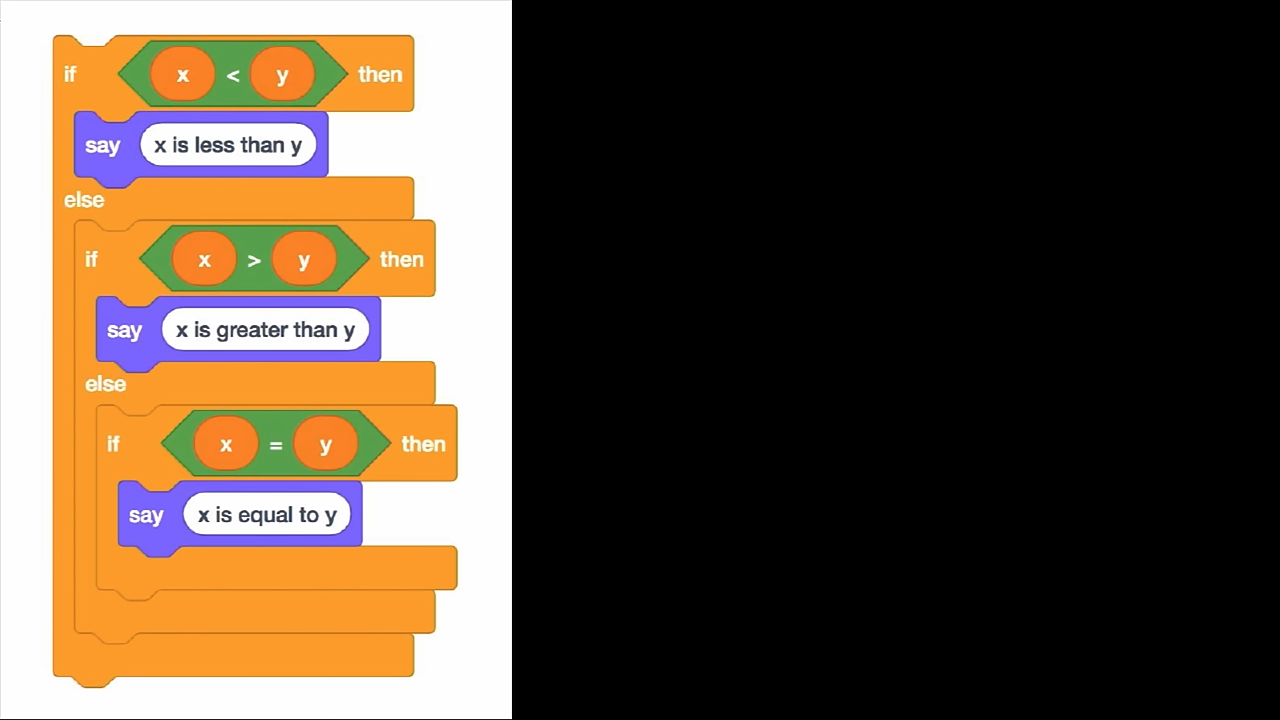 if x < y then
say x is less than y
else
if x > y then
say x is greater than y
else
if x = y then
say x is equal to y